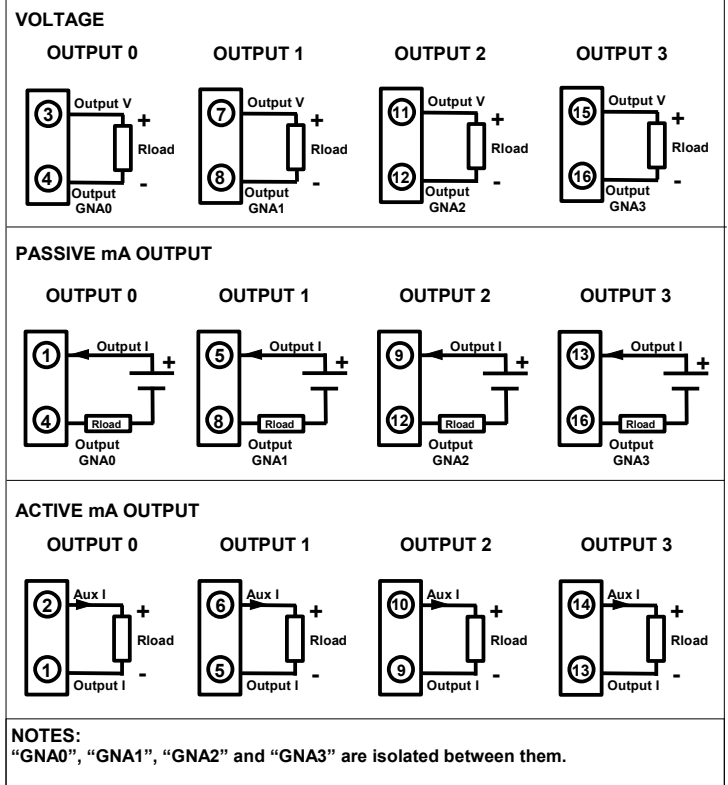 VOLTAGE
OUTPUT 0 OUTPUT 1 OUTPUT 2 OUTPUT 3
3 Output V + 7 Output V + 11 Output V + 15 Output V +
Rload Rload Rload Rload
4 Output - 8 Output - 12 Output - 16 Output -
GNA0 GNA1 GNA2 GNA3
PASSIVE mA OUTPUT
OUTPUT 0 OUTPUT 1 OUTPUT 2 OUTPUT 3
1 Output I + 5 Output I + 9 Output I + 13 Output I +
4 Rload 8 Rload 12 Rload 16 Rload
Output Output Output Output
GNA0 GNA1 GNA2 GNA3
ACTIVE mA OUTPUT
OUTPUT 0 OUTPUT 1 OUTPUT 2 OUTPUT 3
2 Aux I + 6 Aux I + 10 Aux I + 14 Aux I +
Rload Rload Rload Rload
1 Output I - 5 Output I - 9 Output I - 13 Output I -
NOTES:
“GNA0”, “GNA1”, “GNA2” and “GNA3” are isolated between them.